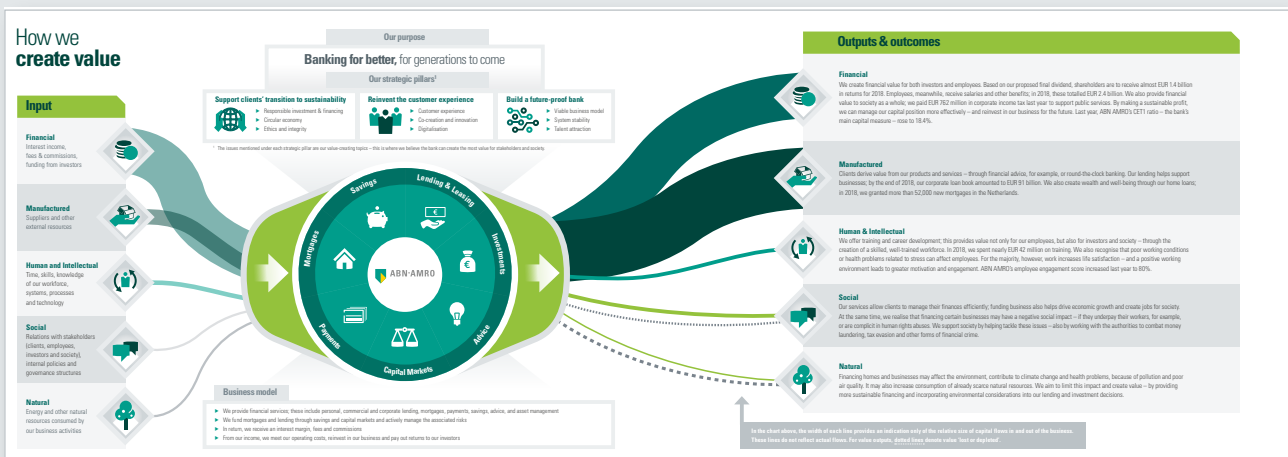 How we
create value
Our purpose
Banking for better, for generations to come
Our strategic pillars¹
Support clients' transition to sustainability
Responsible investment & financing
Circular economy
Ethics and integrity
Reinvent the customer experience
Customer experience
Co-creation and innovation
Digitalisation
Build a future-proof bank
Viable business model
System stability
Talent attraction
¹ The issues mentioned under each strategic pillar are our value-creating topics – this is where we believe the bank can create the most value for stakeholders and society.
Input
Financial
Interest income,
fees & commissions,
funding from investors
Manufactured
Suppliers and other
external resources
Human and Intellectual
Time, skills, knowledge
of our workforce,
systems, processes
and technology
Social
Relations with stakeholders
(clients, employees,
investors and society),
internal policies and
governance structures
Natural
Energy and other natural
resources consumed by
our business activities
Savings
Lending & Leasing
Investments
Advice
Capital Markets
Payments
Mortgages
ABN·AMRO
Business model
We provide financial services; these include personal, commercial and corporate lending, mortgages, payments, savings, advice, and asset management
We fund mortgages and lending through savings and capital markets and actively manage the associated risks
In return, we receive an interest margin, fees and commissions
From our income, we meet our operating costs, reinvest in our business and pay out returns to our investors
Outputs & outcomes
Financial
We create financial value for both investors and employees. Based on our proposed final dividend, shareholders are to receive almost EUR 1.4 billion
in returns for 2018. Employees, meanwhile, receive salaries and other benefits; in 2018, these totalled EUR 2.4 billion. We also provide financial
value to society as a whole; we paid EUR 762 million in corporate income tax last year to support public services. By making a sustainable profit,
we can manage our capital position more effectively – and reinvest in our business for the future. Last year, ABN AMRO's CET1 ratio – the bank's
main capital measure – rose to 18.4%.
Manufactured
Clients derive value from our products and services – through financial advice, for example, or round-the-clock banking. Our lending helps support
businesses; by the end of 2018, our corporate loan book amounted to EUR 91 billion. We also create wealth and well-being through our home loans;
in 2018, we granted more than 52,000 new mortgages in the Netherlands.
Human & Intellectual
We offer training and career development; this provides value not only for our employees, but also for investors and society – through the
creation of a skilled, well-trained workforce. In 2018, we spent nearly EUR 42 million on training. We also recognise that poor working conditions
or health problems related to stress can affect employees. For the majority, however, work increases life satisfaction – and a positive working
environment leads to greater motivation and engagement. ABN AMRO's employee engagement score increased last year to 80%.
Social
Our services allow clients to manage their finances efficiently; funding business also helps drive economic growth and create jobs for society.
At the same time, we realise that financing certain businesses may have a negative social impact – if they underpay their workers, for example,
or are complicit in human rights abuses. We support society by helping tackle these issues – also by working with the authorities to combat money
laundering, tax evasion and other forms of financial crime.
Natural
Financing homes and businesses may affect the environment, contribute to climate change and health problems, because of pollution and poor
air quality. It may also increase consumption of already scarce natural resources. We aim to limit this impact and create value – by providing
more sustainable financing and incorporating environmental considerations into our lending and investment decisions.
In the chart above, the width of each line provides an indication only of the relative size of capital flows in and out of the business.
These lines do not reflect actual flows. For value outputs, dotted lines denote value 'lost or depleted'.